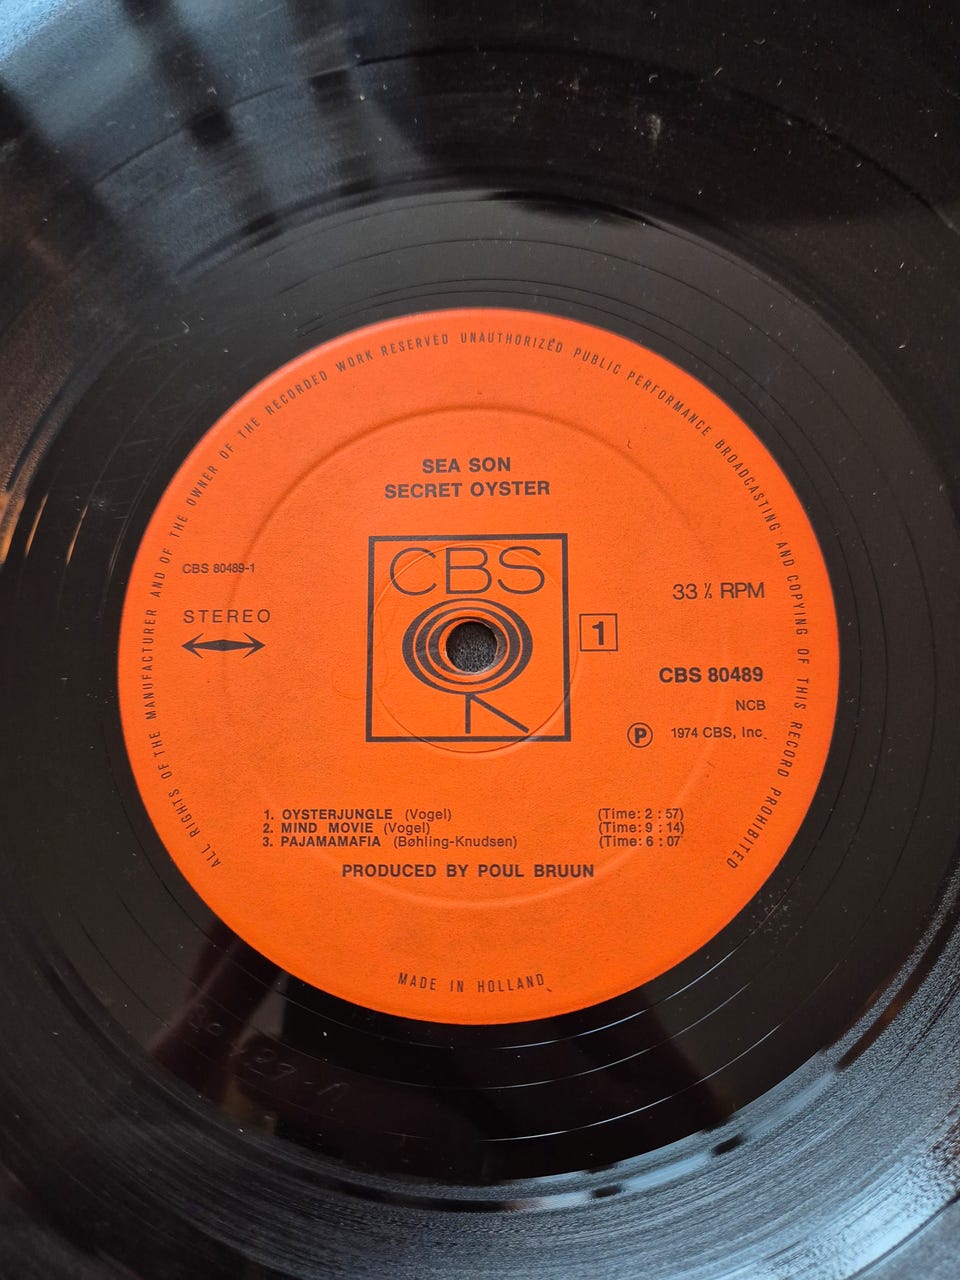 ALL RIGHTS OF THE MANUFACTURER AND OF THE OWNER OF THE RECORDED WORK RESERVED UNAUTHORIZED PUBLIC PERFORMANCE BROADCASTING AND COPYING OF THIS RECORD PROHIBITED
SEA SON
SECRET OYSTER
CBS
CBS 80489-1
STEREO
33 ⅓ RPM
1
CBS 80489
NCB
Ⓟ 1974 CBS, Inc.
1. OYSTERJUNGLE (Vogel) (Time: 2 : 57)
2. MIND MOVIE (Vogel) (Time: 9 : 14)
3. PAJAMAMAFIA (Bøhling-Knudsen) (Time: 6 : 07
PRODUCED BY POUL BRUUN
MADE IN HOLLAND